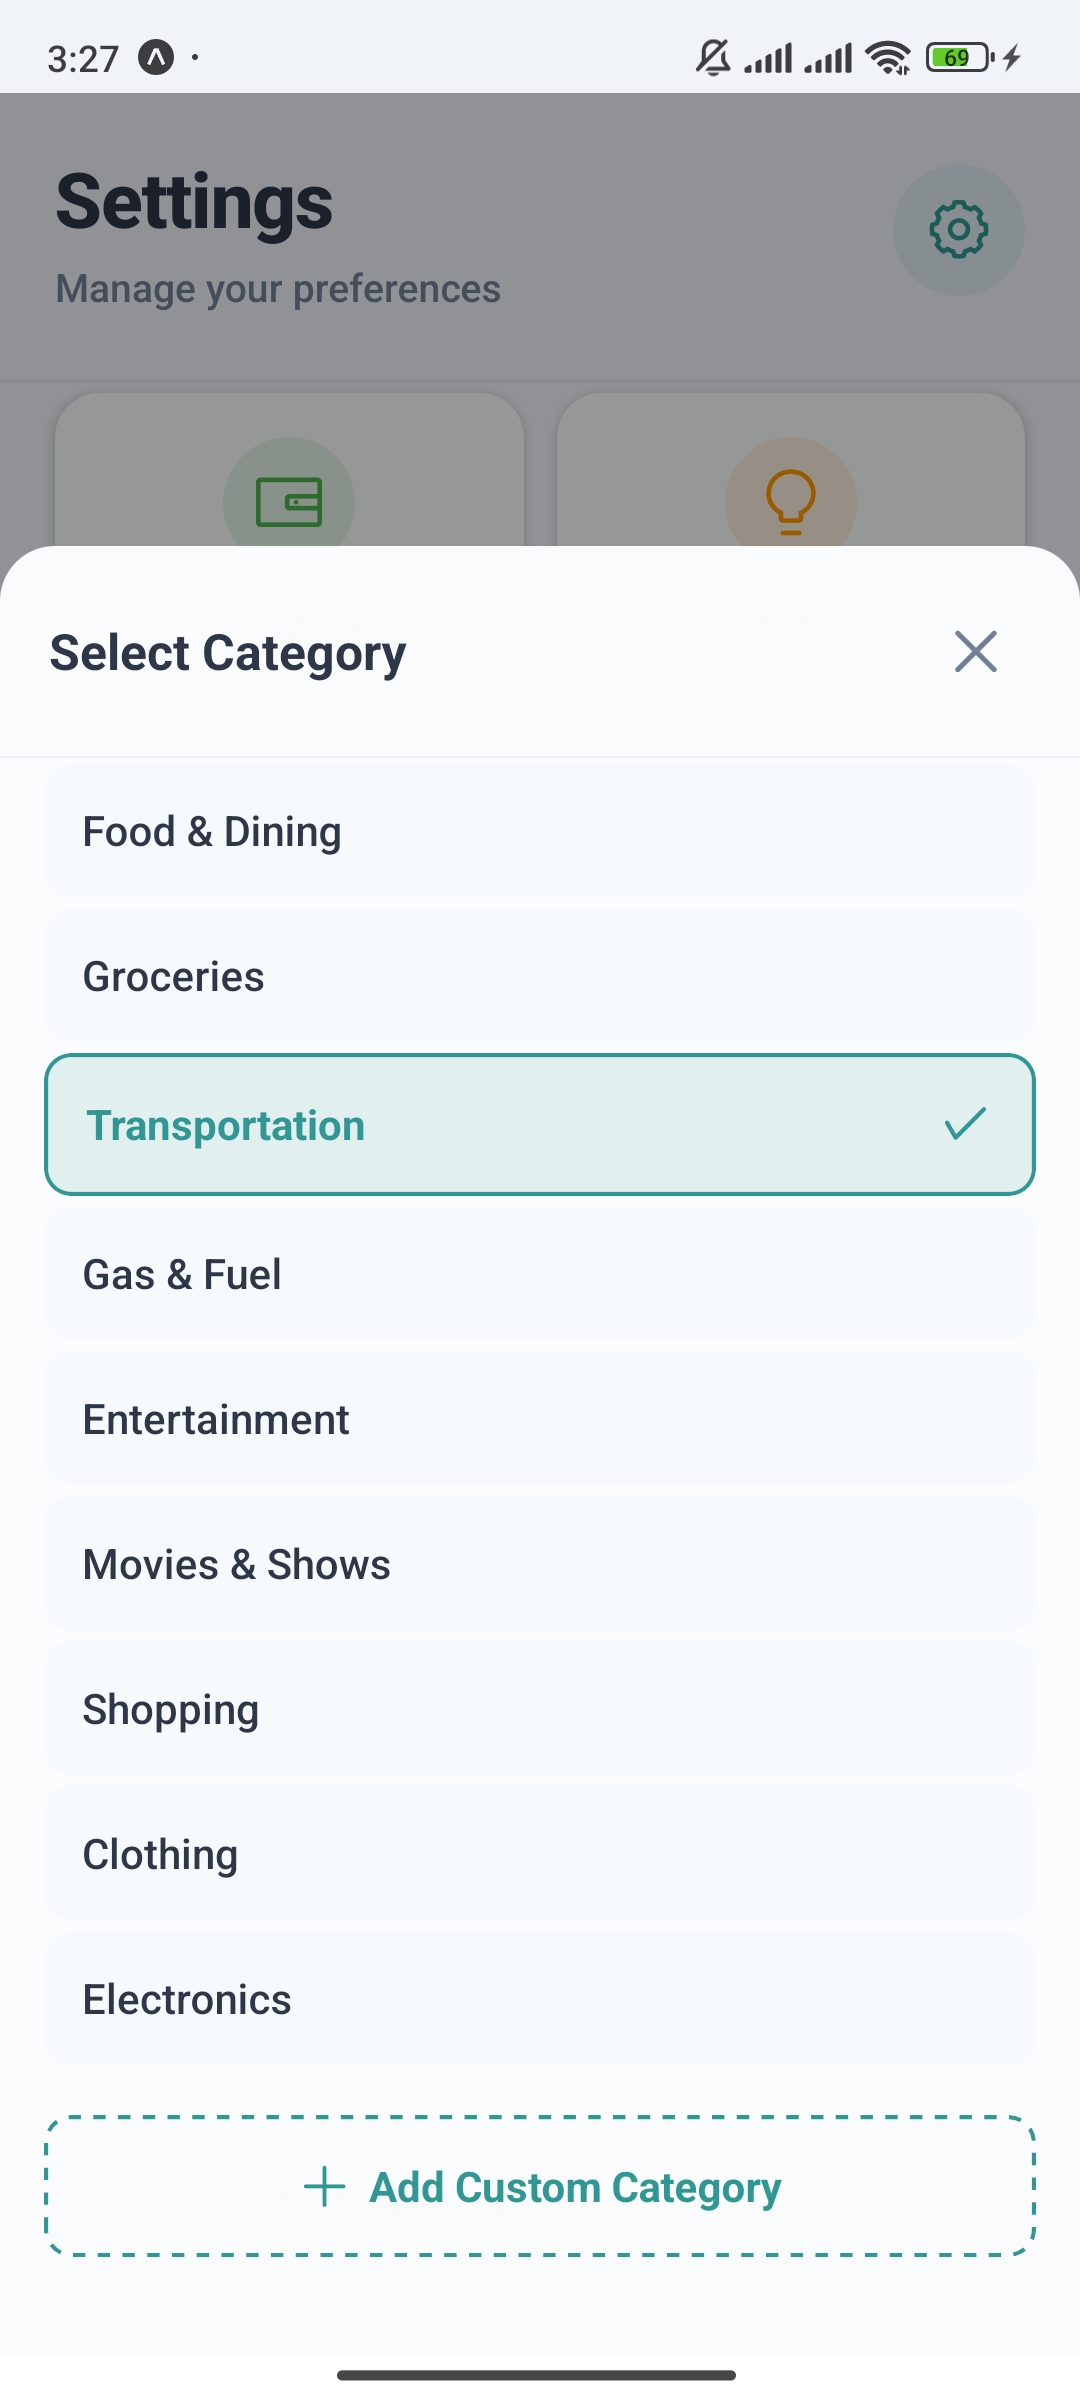 3:27
69
Settings
Manage your preferences
Select Category
Food & Dining
Groceries
Transportation
Gas & Fuel
Entertainment
Movies & Shows
Shopping
Clothing
Electronics
Add Custom Category